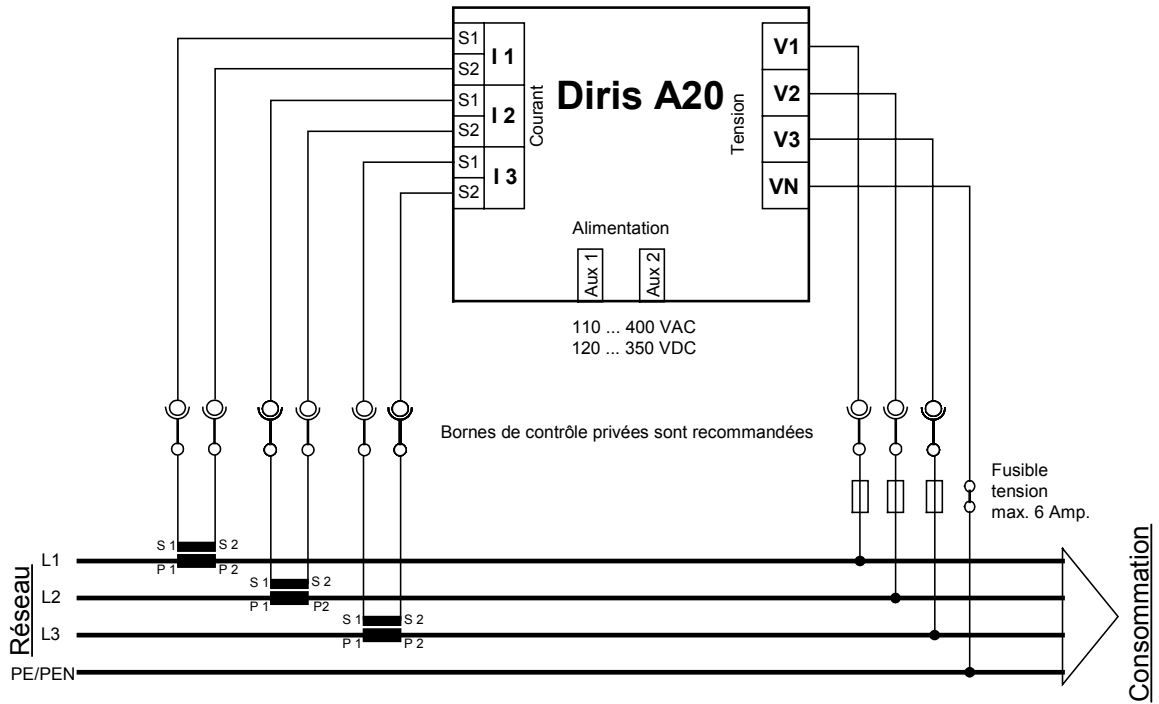 S1
I 1
S2
S1
I 2
S2
S1
I 3
S2
Courant
Diris A20
Tension
V1
V2
V3
VN
Alimentation
Aux 1
Aux 2
110 ... 400 VAC
120 ... 350 VDC
Bornes de contrôle privées sont recommandées
Fusible
tension
max. 6 Amp.
Réseau
L1
S 1
S 2
P 1
P 2
L2
S 1
S 2
P 1
P2
L3
S 1
S 2
P 1
P 2
PE/PEN
Consommation